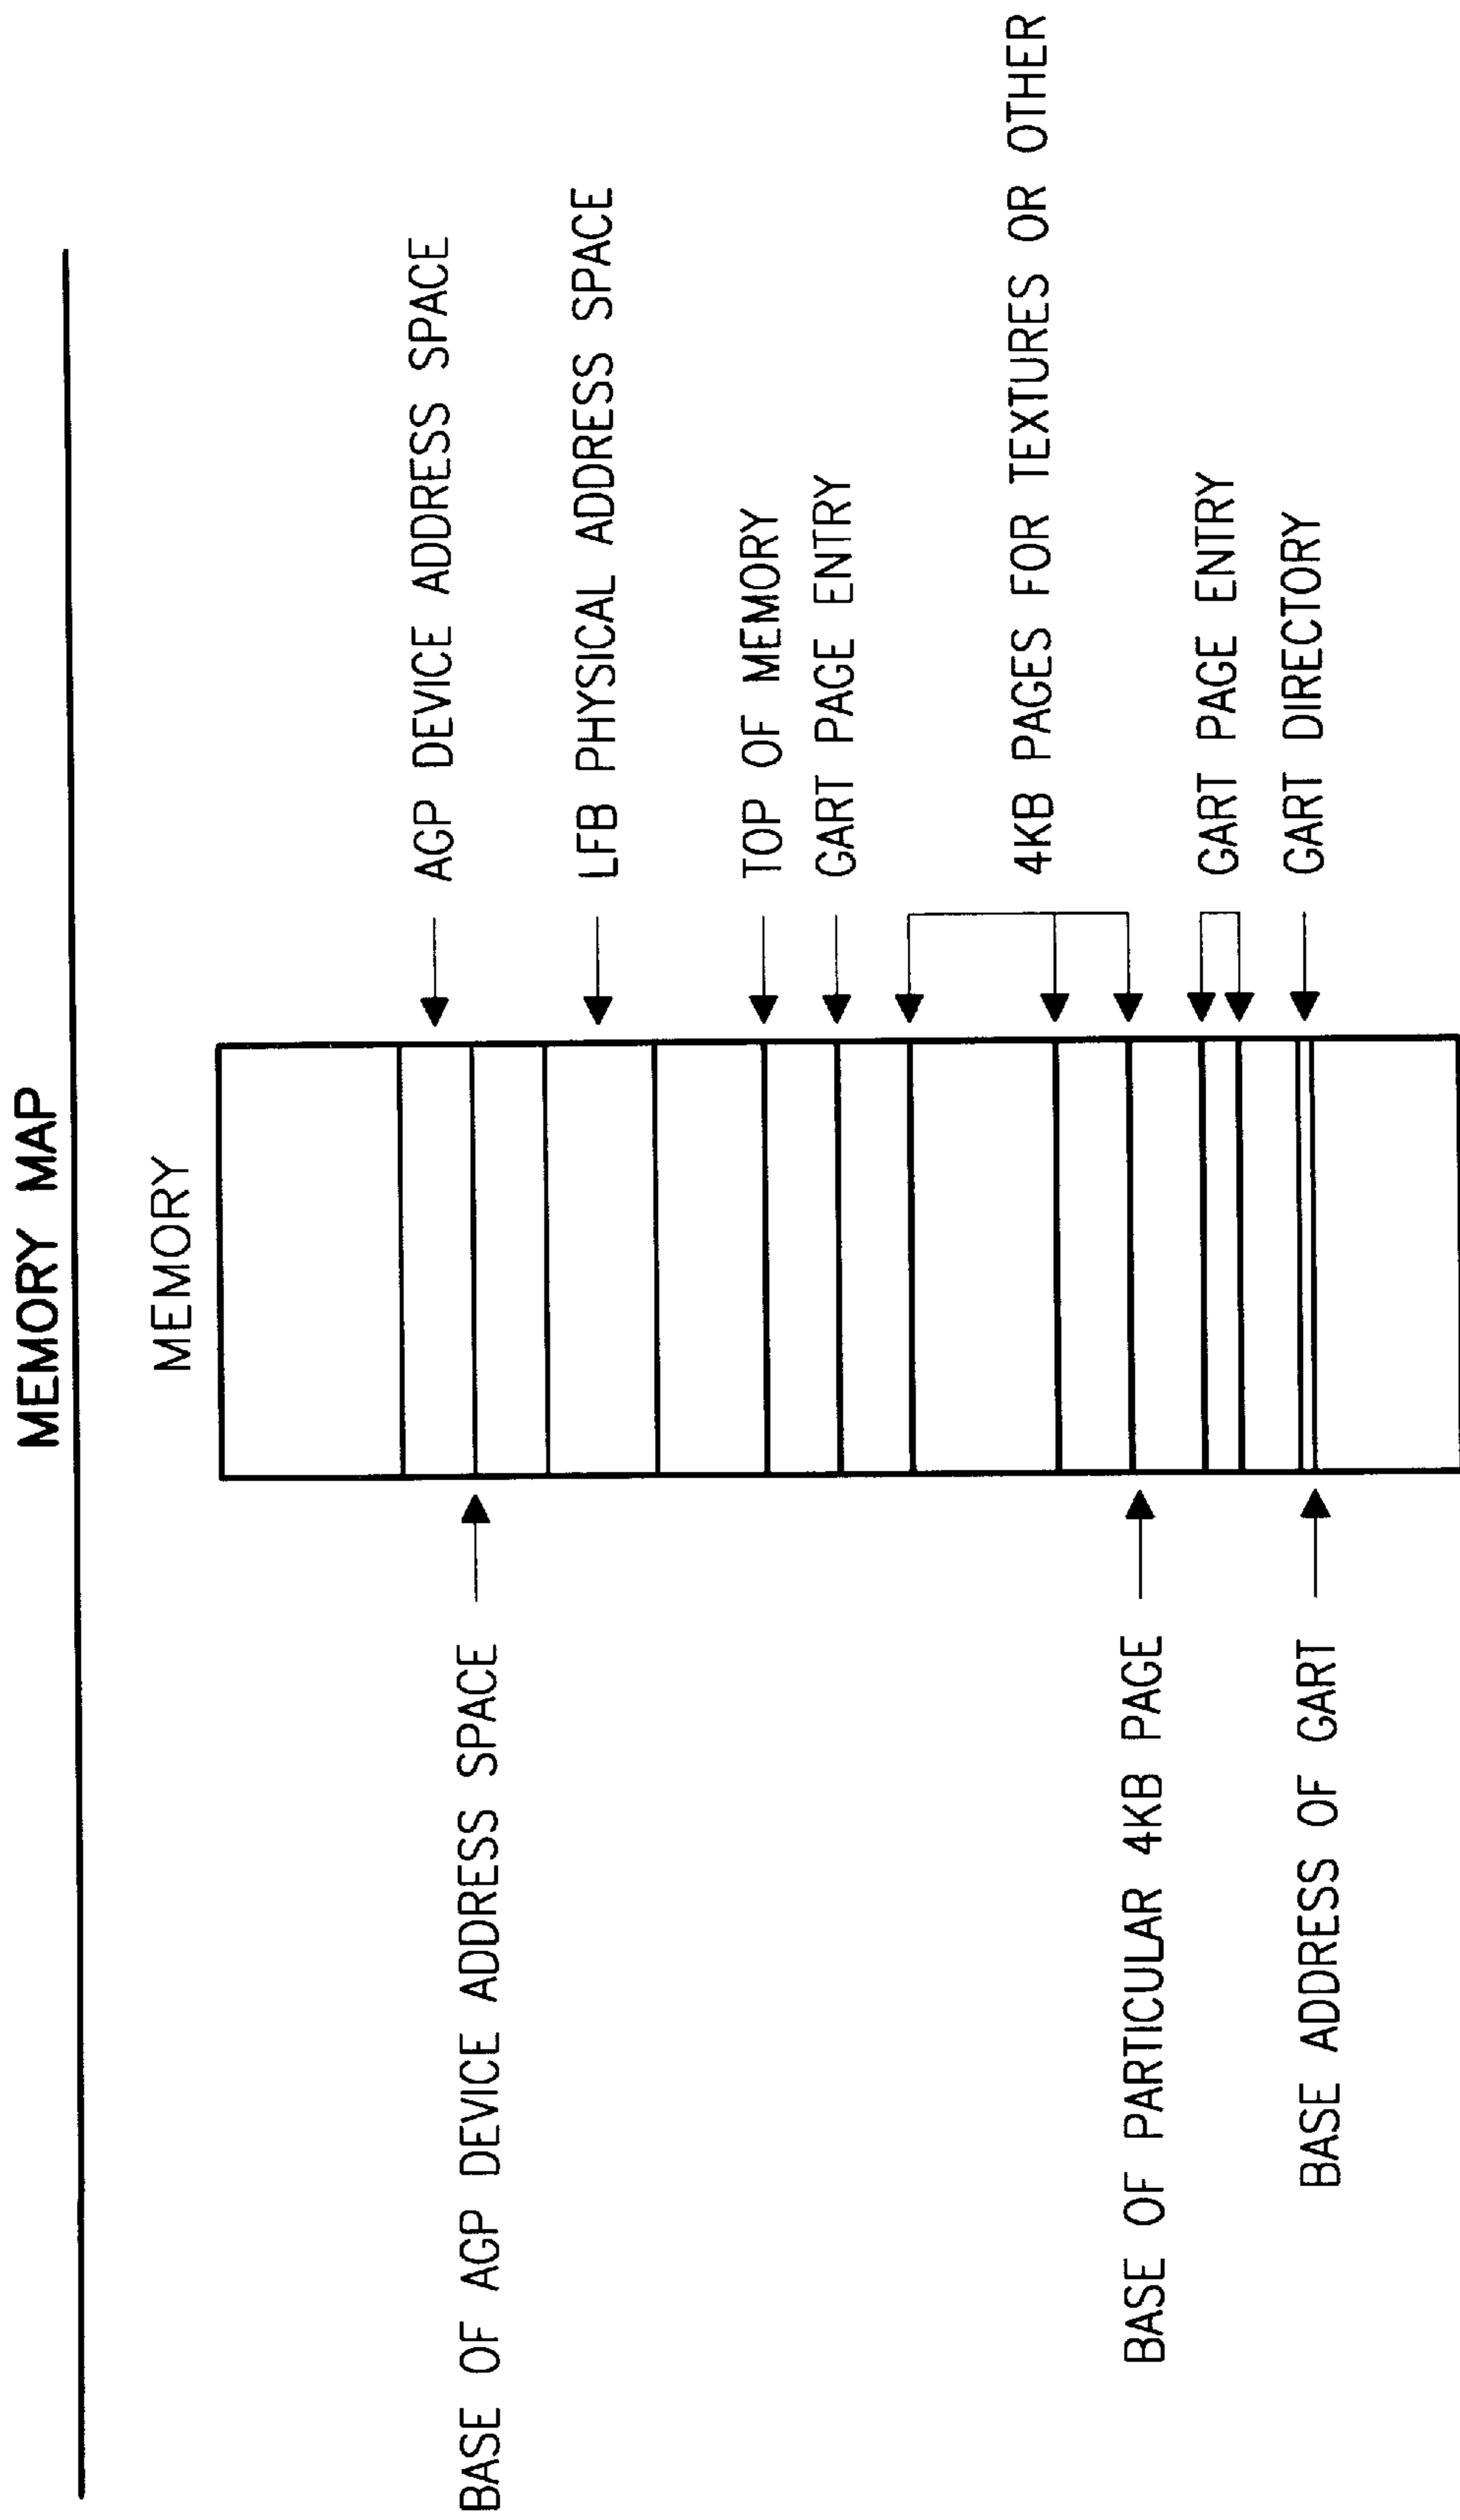 MEMORY MAP
MEMORY
AGP DEVICE ADDRESS SPACE
BASE OF AGP DEVICE ADDRESS SPACE
LFB PHYSICAL ADDRESS SPACE
TOP OF MEMORY
GART PAGE ENTRY
4KB PAGES FOR TEXTURES OR OTHER
BASE OF PARTICULAR 4KB PAGE
GART PAGE ENTRY
GART DIRECTORY
BASE ADDRESS OF GART